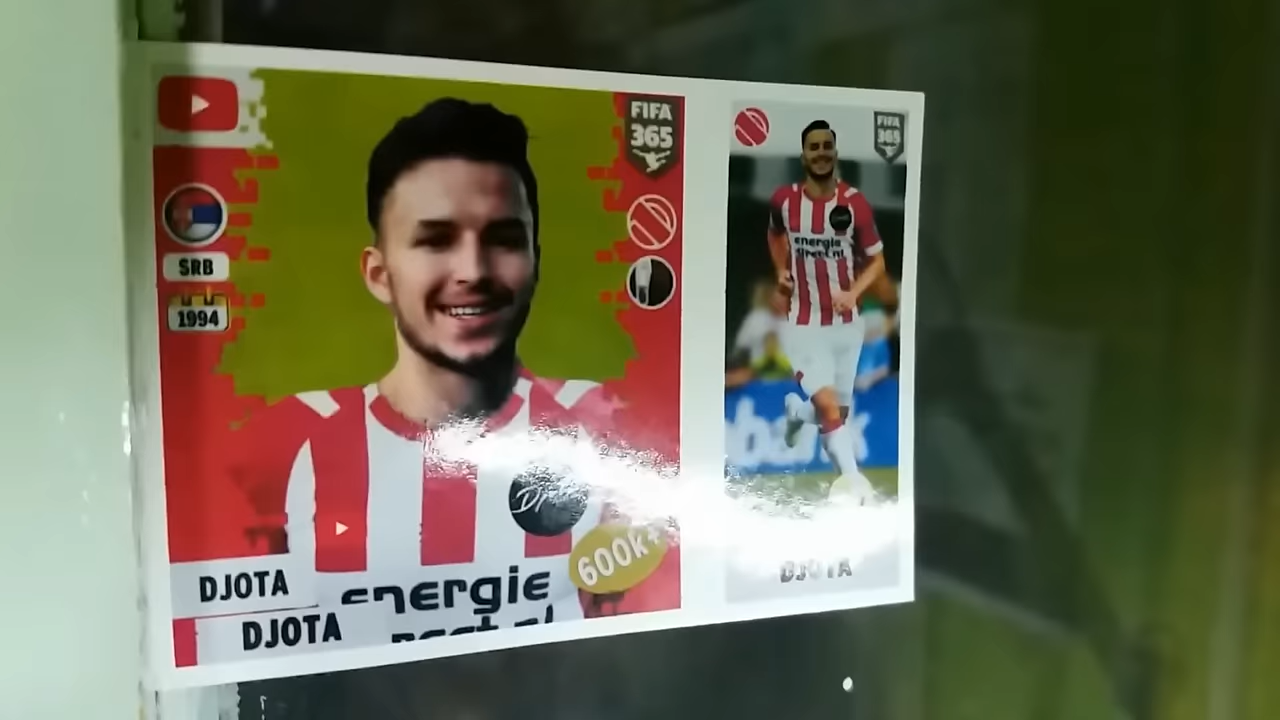 FIFA
365
SRB
1994
600k+
DJOTA
DJOTA
energie
FIFA
365
energie
direct.nl
DJOTA